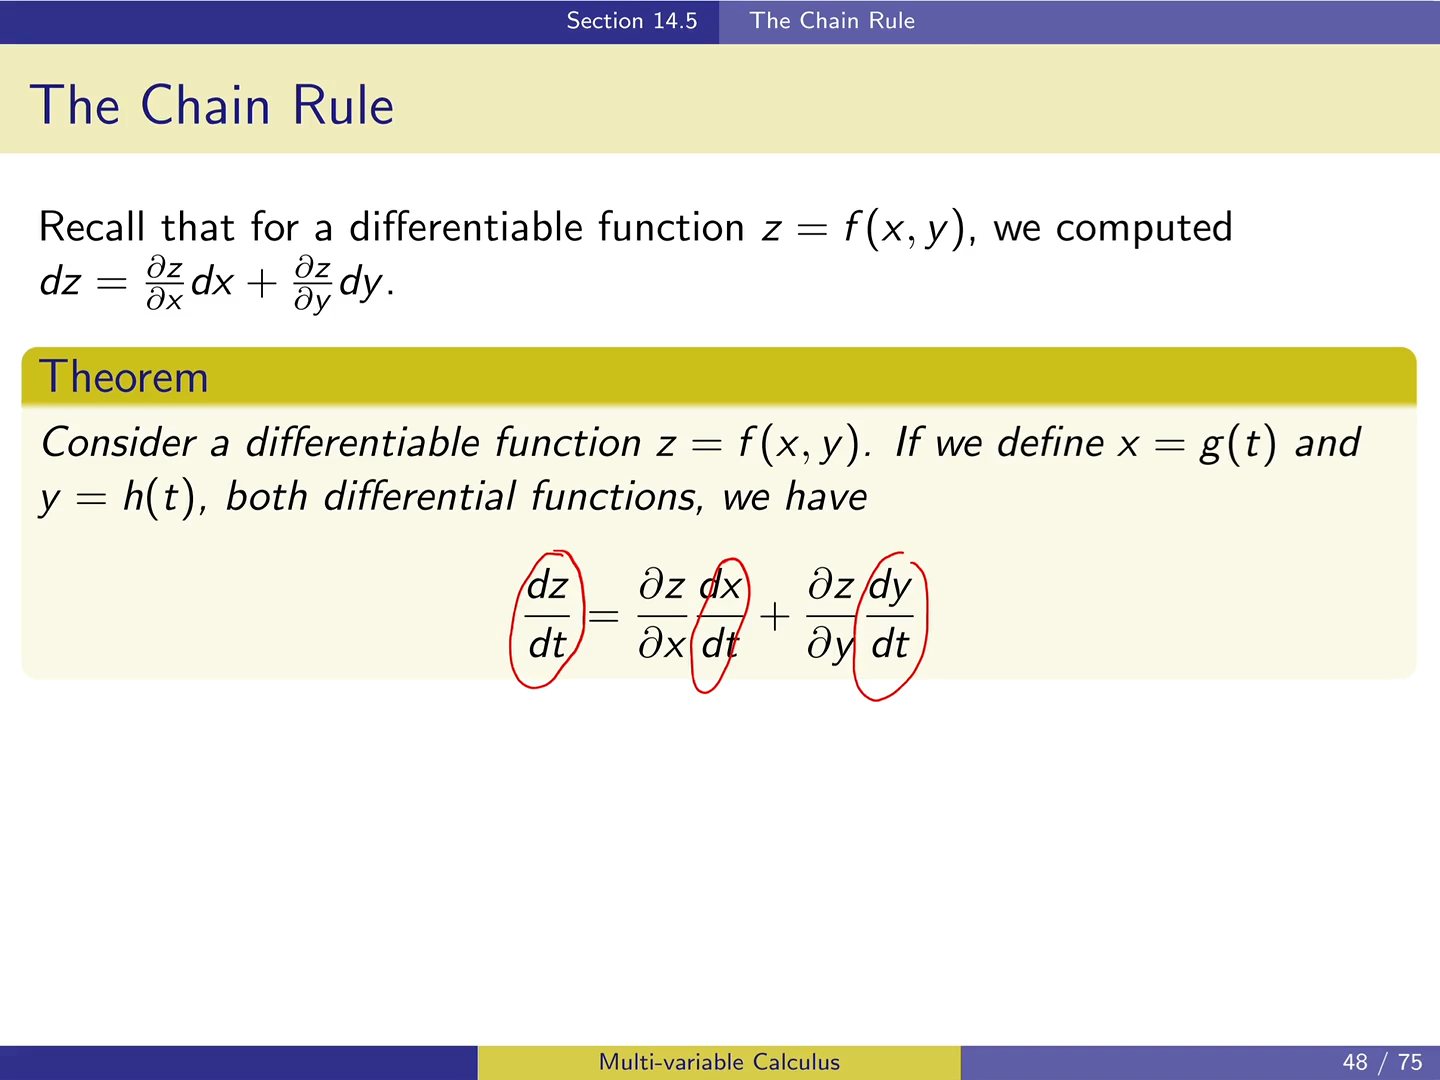 Section 14.5 The Chain Rule
The Chain Rule
Recall that for a differentiable function z = f(x, y), we computed
dz = ∂z/∂x dx + ∂z/∂y dy.
Theorem
Consider a differentiable function z = f(x, y). If we define x = g(t) and
y = h(t), both differential functions, we have
dz/dt = ∂z/∂x dx/dt + ∂z/∂y dy/dt
Multi-variable Calculus 48 / 75